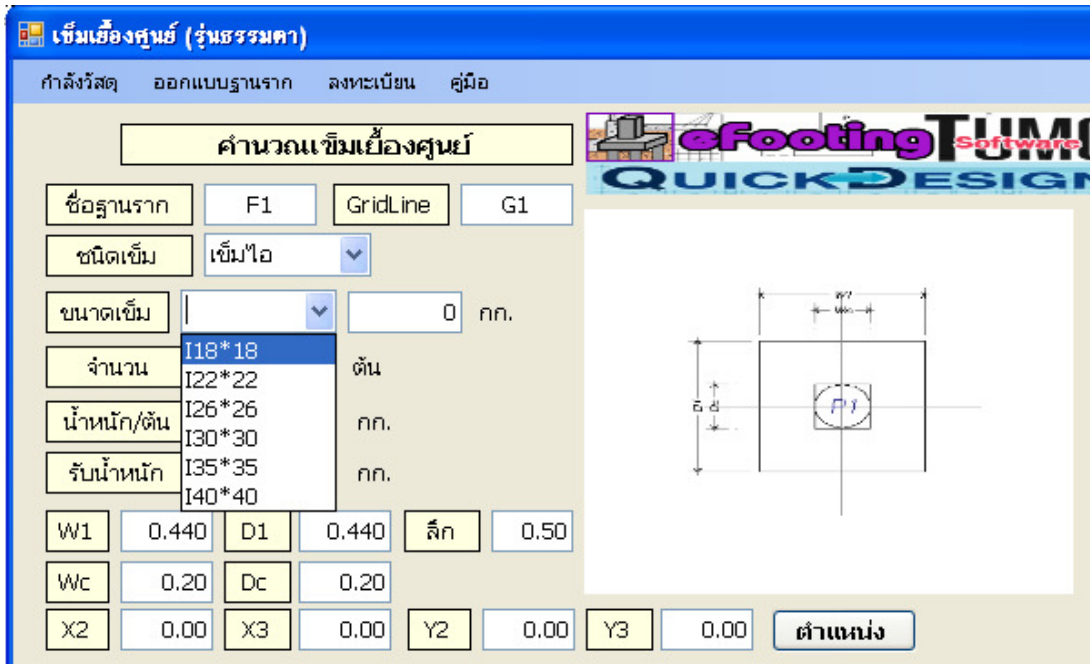 เข็มเยื้องศูนย์ (รุ่นธรรมดา)
กำลังวัสดุ ออกแบบฐานราก ลงทะเบียน คู่มือ
คำนวณเข็มเยื้องศูนย์
eFooting TUMC Software
QUICK DESIGN
ชื่อฐานราก F1 GridLine G1
ชนิดเข็ม เข็มไอ
ขนาดเข็ม 0 กก.
I18*18
จำนวน ต้น
I22*22
I26*26
น้ำหนัก/ต้น กก.
I30*30
I35*35
รับน้ำหนัก กก.
I40*40
P1
W1 0.440 D1 0.440 ลึก 0.50
Wc 0.20 Dc 0.20
X2 0.00 X3 0.00 Y2 0.00 Y3 0.00 ตำแหน่ง